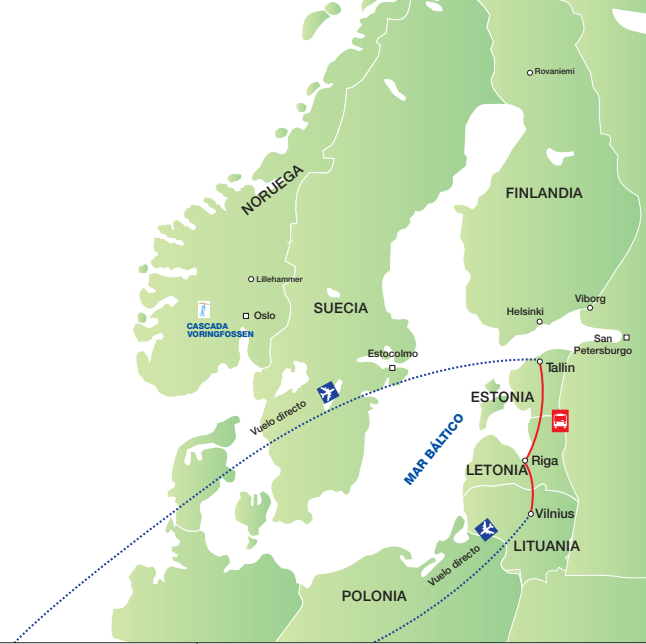 Rovaniemi
NORUEGA
FINLANDIA
Lillehammer
Viborg
SUECIA
Helsinki
Oslo
CASCADA
VORINGFOSSEN
San
Petersburgo
Estocolmo
Tallin
ESTONIA
Vuelo directo
MAR BÁLTICO
Riga
LETONIA
Vilnius
LITUANIA
Vuelo directo
POLONIA